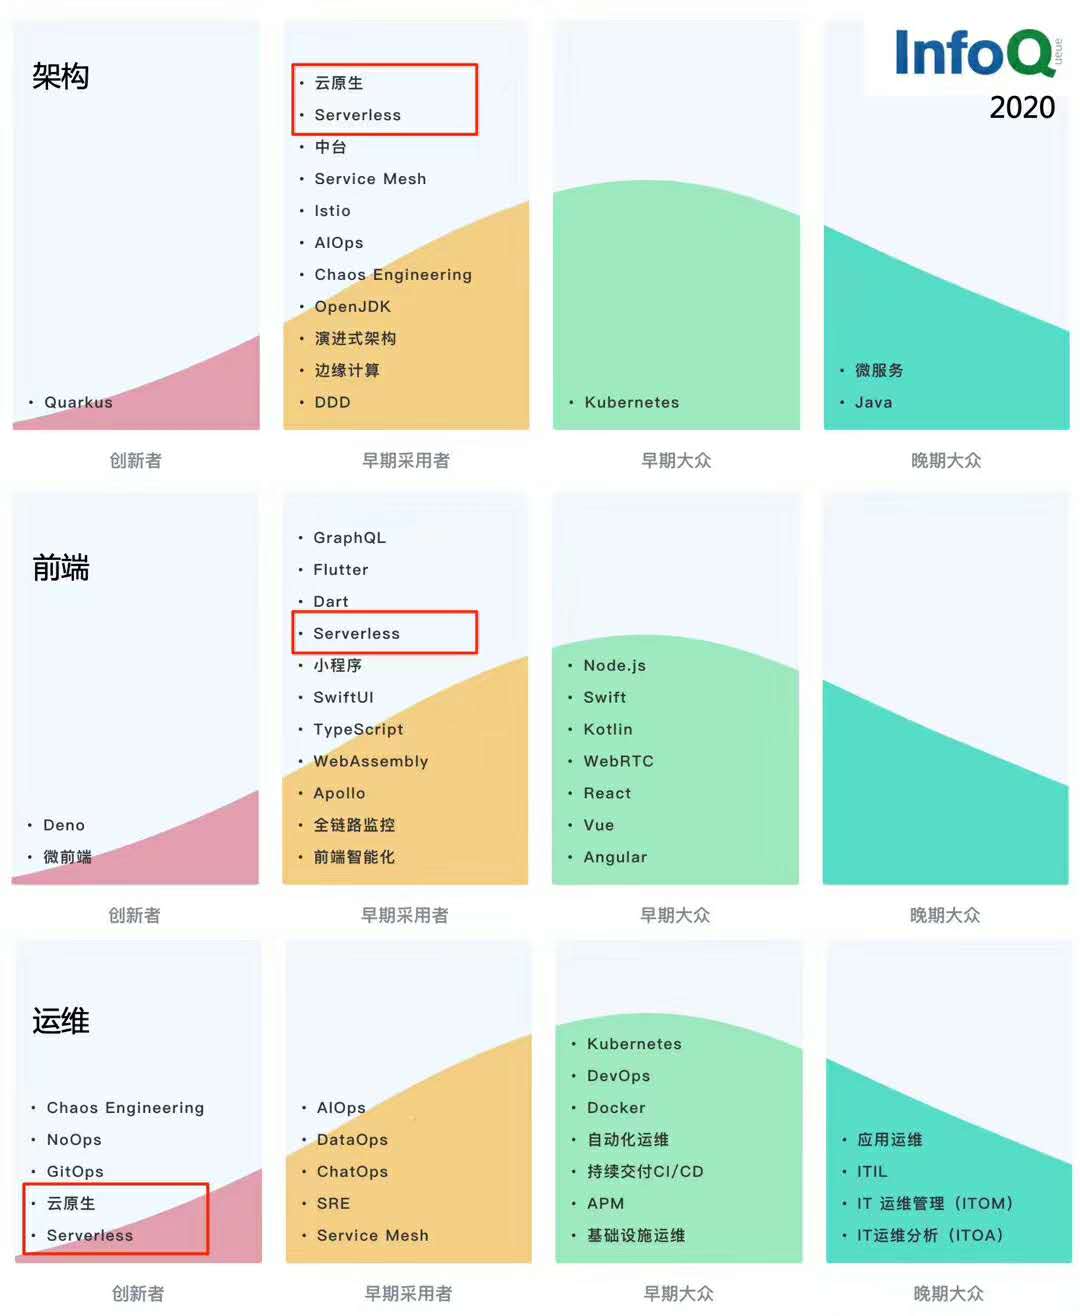 架构
InfoQ
ueue
2020
• 云原生
• Serverless
• 中台
• Service Mesh
• Istio
• AIOps
• Chaos Engineering
• OpenJDK
• 演进式架构
• 边缘计算
• DDD
• Quarkus
• Kubernetes
• 微服务
• Java
创新者
早期采用者
早期大众
晚期大众
前端
• GraphQL
• Flutter
• Dart
• Serverless
• 小程序
• SwiftUI
• TypeScript
• WebAssembly
• Apollo
• 全链路监控
• 前端智能化
• Deno
• 微前端
• Node.js
• Swift
• Kotlin
• WebRTC
• React
• Vue
• Angular
创新者
早期采用者
早期大众
晚期大众
运维
• Chaos Engineering
• NoOps
• GitOps
• 云原生
• Serverless
• AIOps
• DataOps
• ChatOps
• SRE
• Service Mesh
• Kubernetes
• DevOps
• Docker
• 自动化运维
• 持续交付CI/CD
• APM
• 基础设施运维
• 应用运维
• ITIL
• IT 运维管理（ITOM）
• IT运维分析（ITOA）
创新者
早期采用者
早期大众
晚期大众